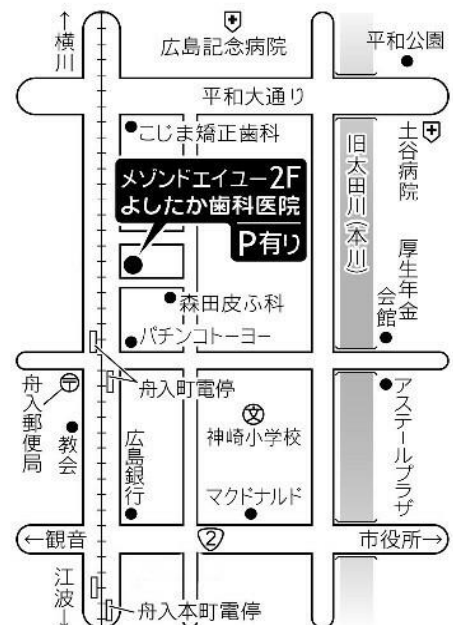 ↑横川
広島記念病院
平和公園
平和大通り
こじま矯正歯科
土谷病院
旧太田川(本川)
メゾンドエイユー2F
よしたか歯科医院
P有り
厚生年金
会館
森田皮ふ科
パチンコトーヨー
舟入町電停
舟入
郵便局
〒
教会
広島銀行
文
神崎小学校
アステールプラザ
マクドナルド
←観音
2
市役所→
江波↓
舟入本町電停